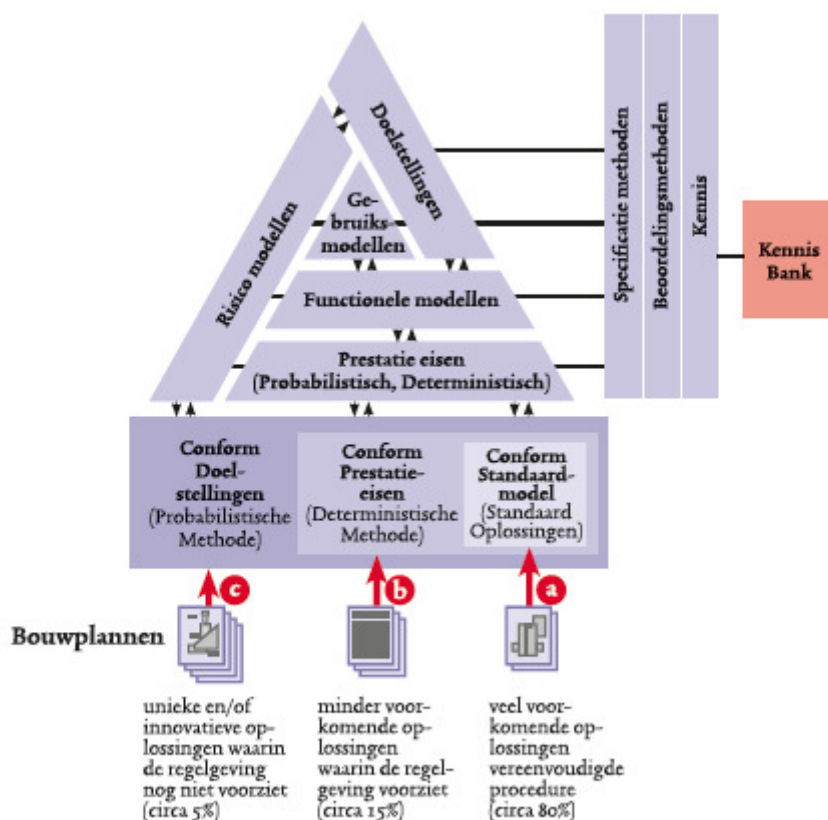 Doelstellingen
Risico modellen
Ge-
bruiks-
modellen
Functionele modellen
Prestatie eisen
(Probabilistisch, Deterministisch)
Specificatie methoden
Beoordelingsmethoden
Kennis
Kennis
Bank
Conform
Doel-
stellingen
(Probabilistische
Methode)
Conform
Prestatie-
eisen
(Deterministische
Methode)
Conform
Standaard-
model
(Standaard
Oplossingen)
c
b
a
Bouwplannen
unieke en/of
innovatieve op-
lossingen waarin
de regelgeving
nog niet voorziet
(circa 5%)
minder voor-
komende op-
lossingen
waarin de regel-
geving voorziet
(circa 15%)
veel voor-
komende op-
lossingen
vereenvoudigde
procedure
(circa 80%)